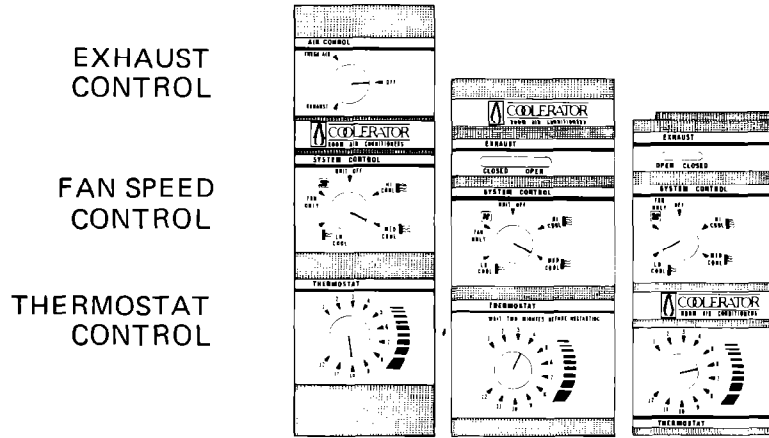 EXHAUST
CONTROL
FAN SPEED
CONTROL
THERMOSTAT
CONTROL
AIR CONTROL
FRESH AIR
OFF
EXHAUST
COOLERATOR
ROOM AIR CONDITIONERS
SYSTEM CONTROL
UNIT OFF
FAN
ONLY
HI
COOL
MED
COOL
LO
COOL
THERMOSTAT
COOLERATOR
ROOM AIR CONDITIONERS
EXHAUST
CLOSED OPEN
SYSTEM CONTROL
UNIT OFF
FAN
ONLY
HI
COOL
MED
COOL
LO
COOL
THERMOSTAT
WAIT TWO MINUTES BEFORE RESTARTING
EXHAUST
OPEN CLOSED
SYSTEM CONTROL
FAN
ONLY
OFF
HI
COOL
MED
COOL
LO
COOL
COOLERATOR
ROOM AIR CONDITIONERS
THERMOSTAT